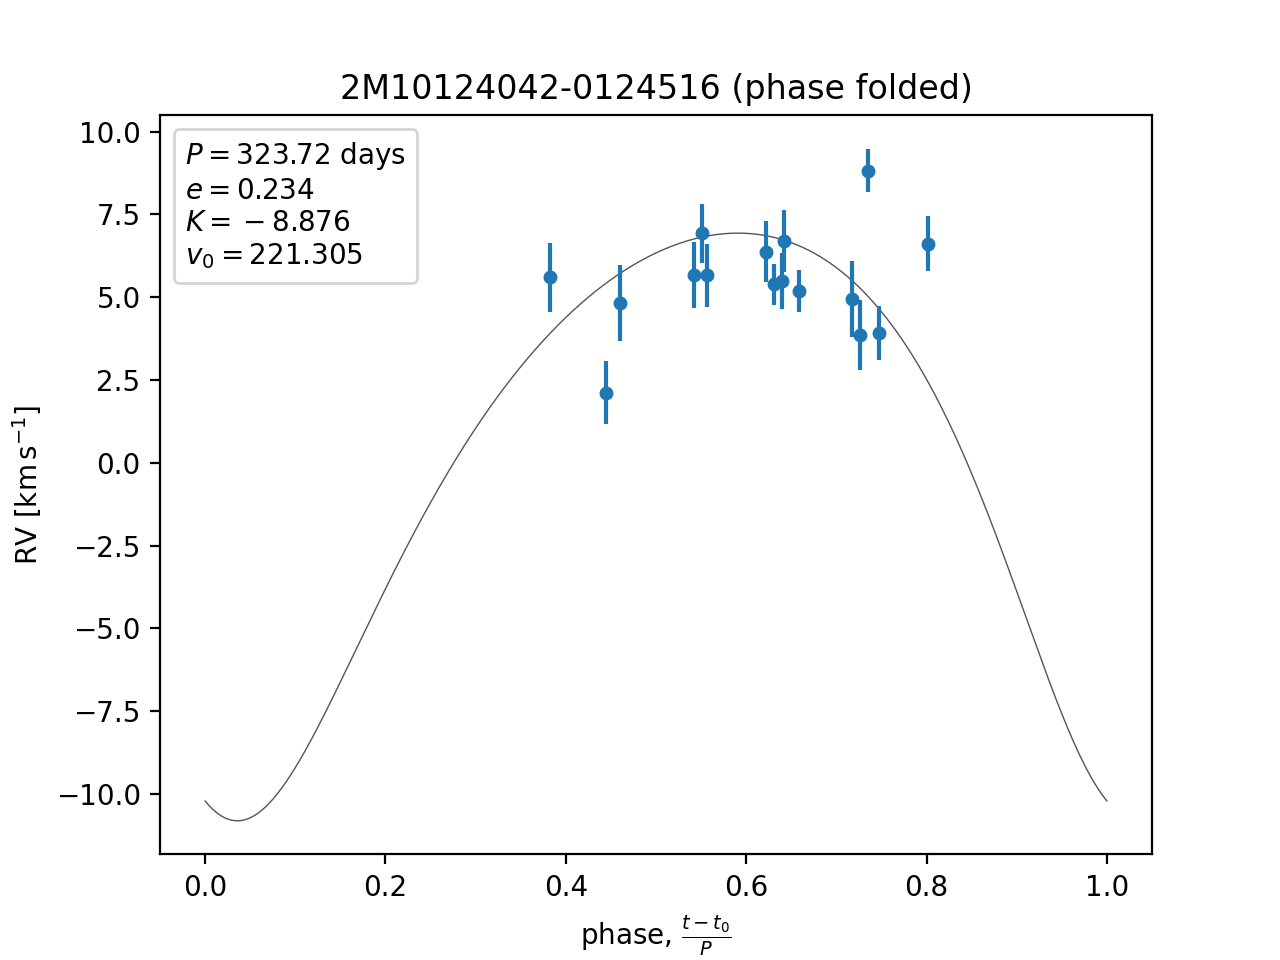 2M10124042-0124516 (phase folded)
P = 323.72 days
e = 0.234
K = −8.876
v₀ = 221.305
10.0
7.5
5.0
2.5
0.0
−2.5
−5.0
−7.5
−10.0
RV [km s⁻¹]
0.0 0.2 0.4 0.6 0.8 1.0
phase, (t − t₀)/P